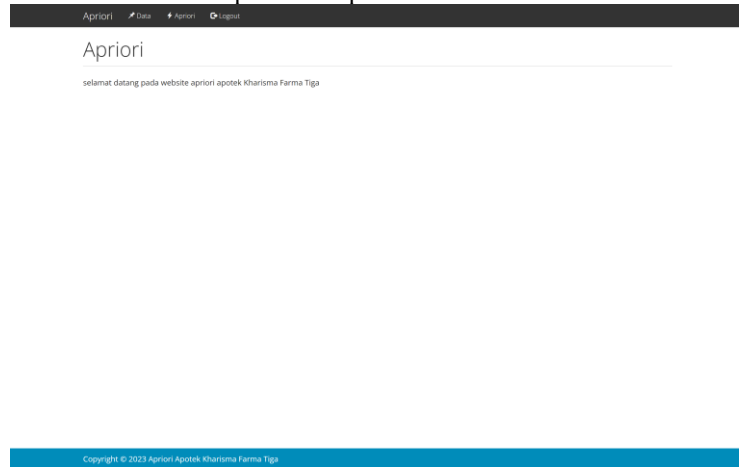 Apriori Data Apriori Logout
Apriori
selamat datang pada website apriori apotek Kharisma Farma Tiga
Copyright © 2023 Apriori Apotek Kharisma Farma Tiga